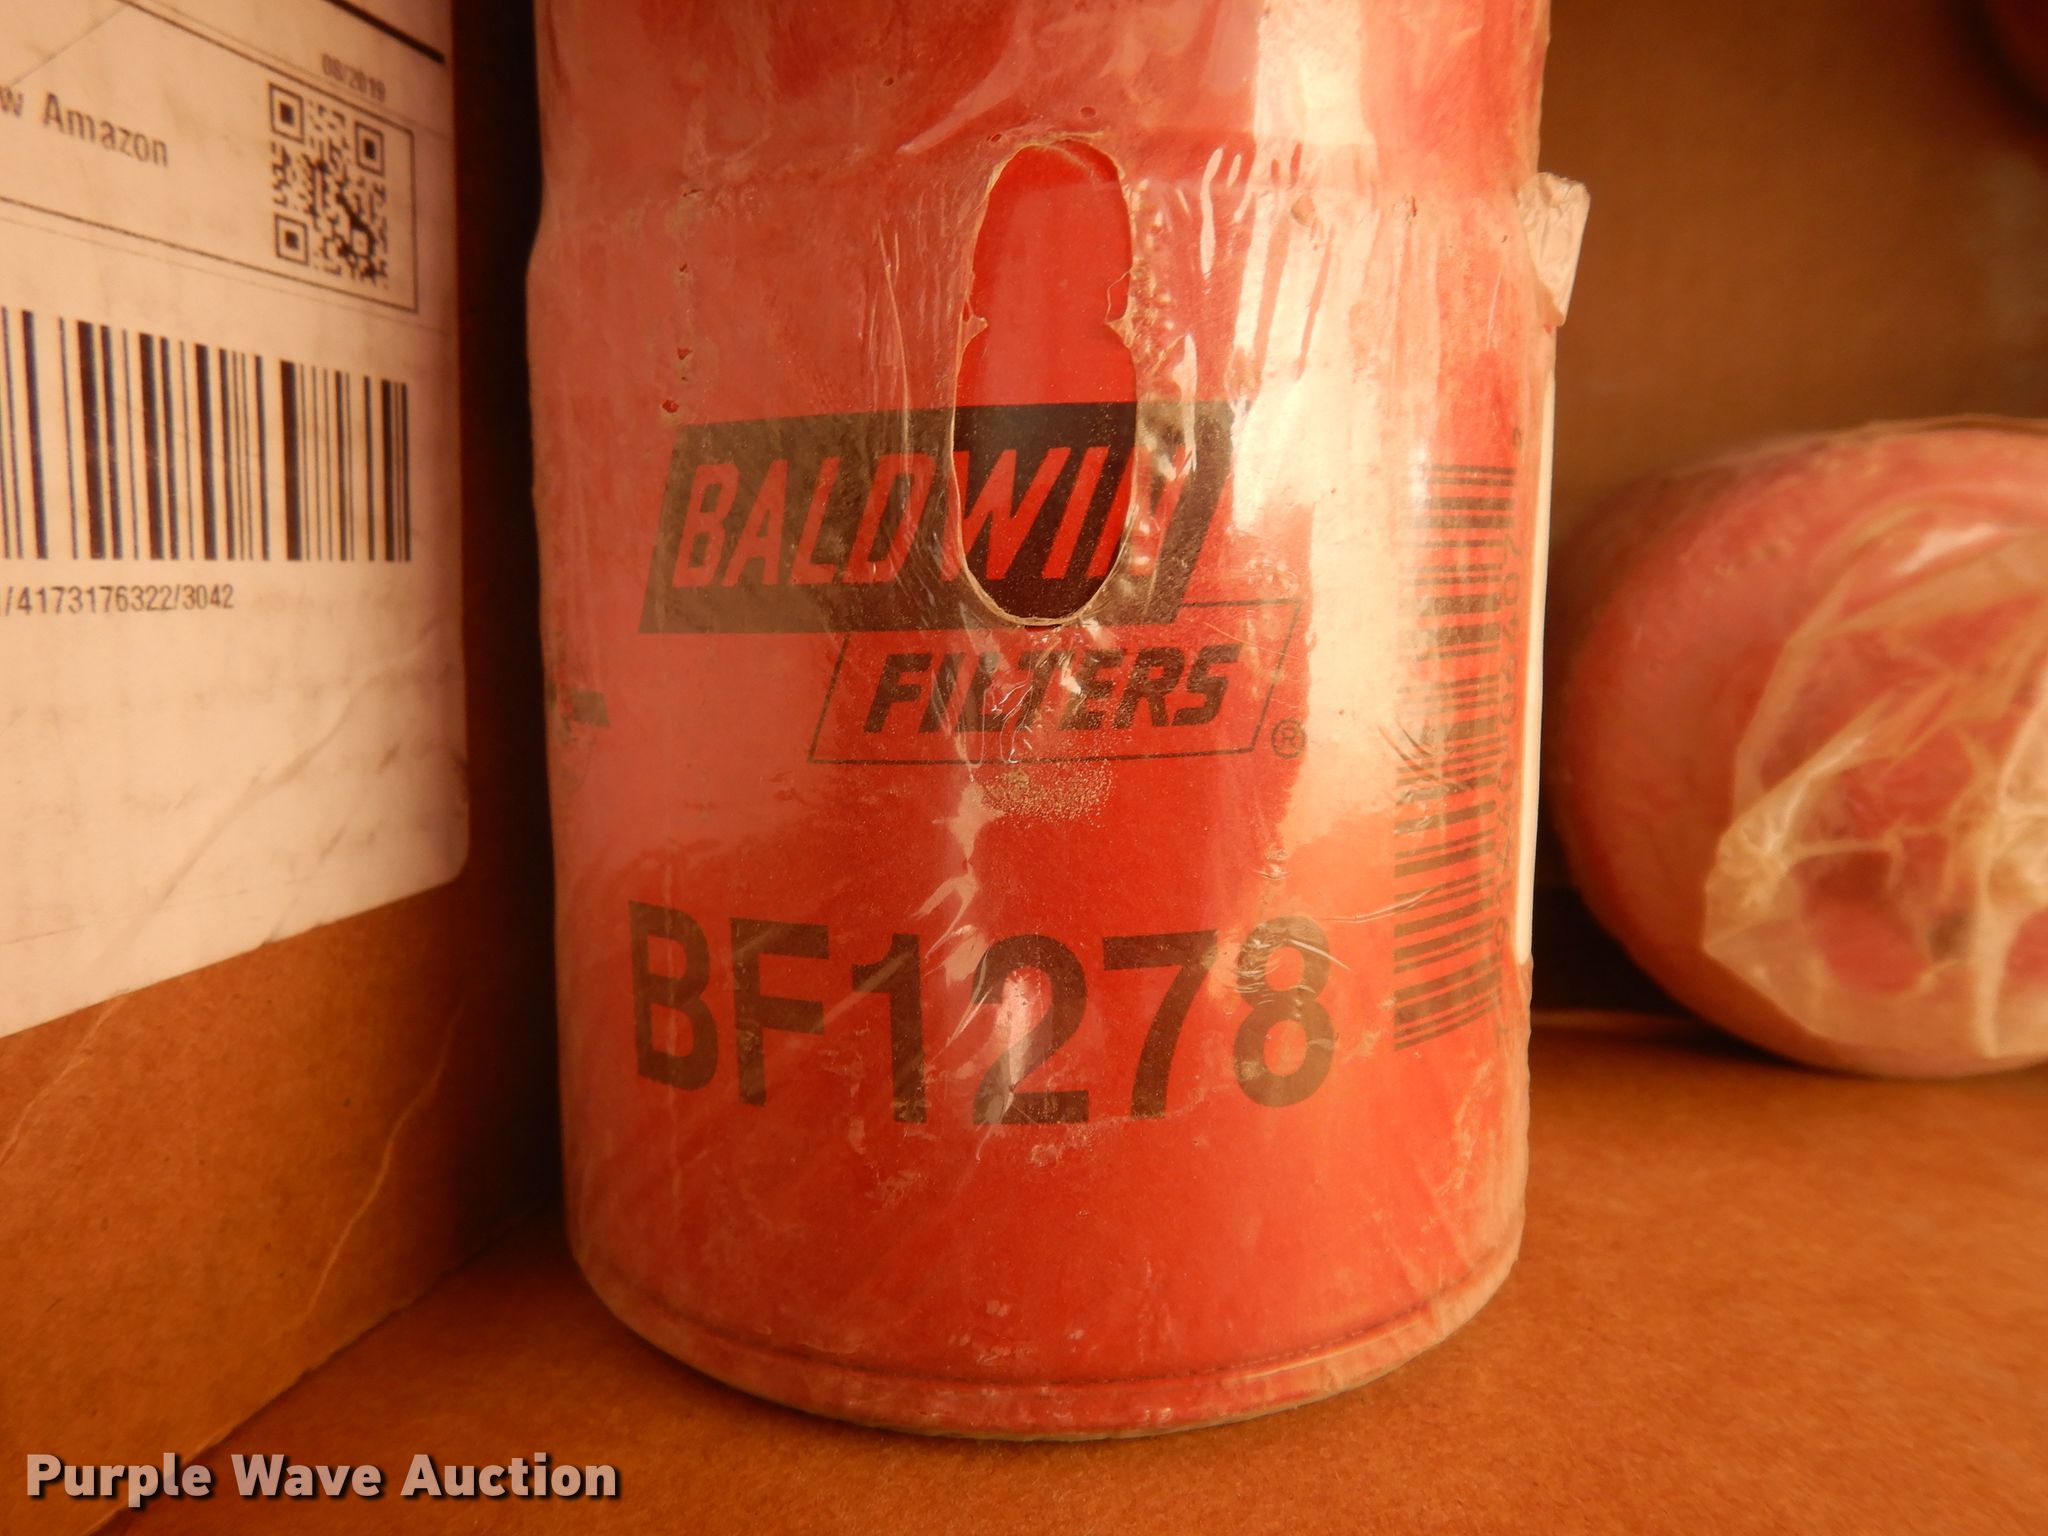 08/2019
w Amazon
/4173176322/3042
BALDWIN
FILTERS
®
BF1278
Purple Wave Auction